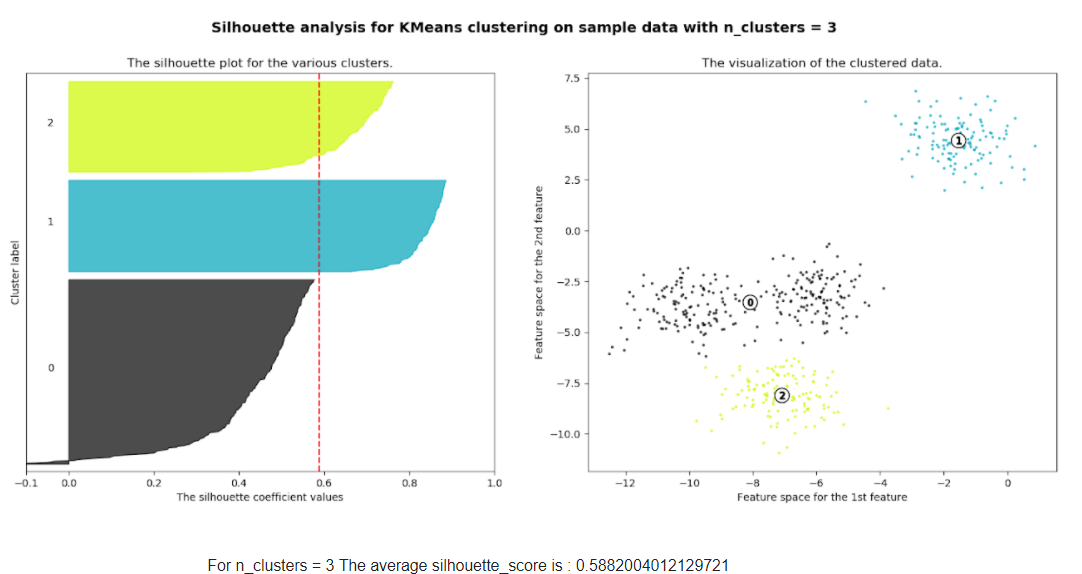 Silhouette analysis for KMeans clustering on sample data with n_clusters = 3
The silhouette plot for the various clusters.
2
1
0
Cluster label
−0.1 0.0 0.2 0.4 0.6 0.8 1.0
The silhouette coefficient values
The visualization of the clustered data.
7.5
5.0
2.5
0.0
−2.5
−5.0
−7.5
−10.0
Feature space for the 2nd feature
1
0
2
−12 −10 −8 −6 −4 −2 0
Feature space for the 1st feature
For n_clusters = 3 The average silhouette_score is : 0.5882004012129721